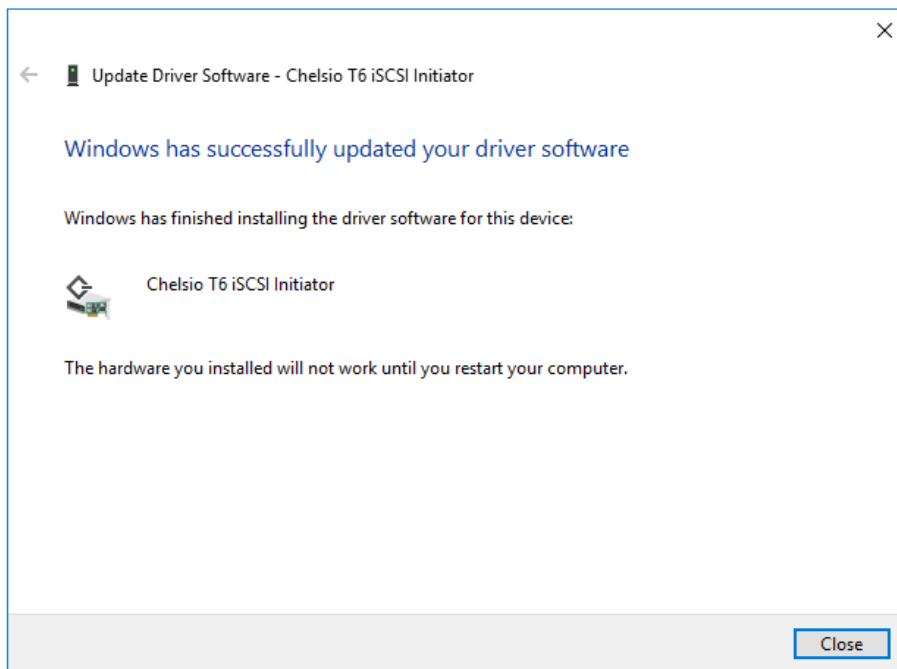 Update Driver Software - Chelsio T6 iSCSI Initiator
Windows has successfully updated your driver software
Windows has finished installing the driver software for this device:
Chelsio T6 iSCSI Initiator
The hardware you installed will not work until you restart your computer.
Close